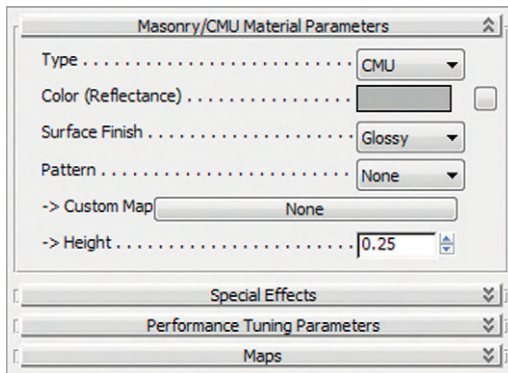 Masonry/CMU Material Parameters
Type . . . . . . . . . . . . . . . . . . . . . . . . . . . CMU
Color (Reflectance) . . . . . . . . . . . . . . . .
Surface Finish . . . . . . . . . . . . . . . . . . . . Glossy
Pattern . . . . . . . . . . . . . . . . . . . . . . . . . None
-> Custom Map None
-> Height . . . . . . . . . . . . . . . . . . . . . . . 0.25
Special Effects
Performance Tuning Parameters
Maps